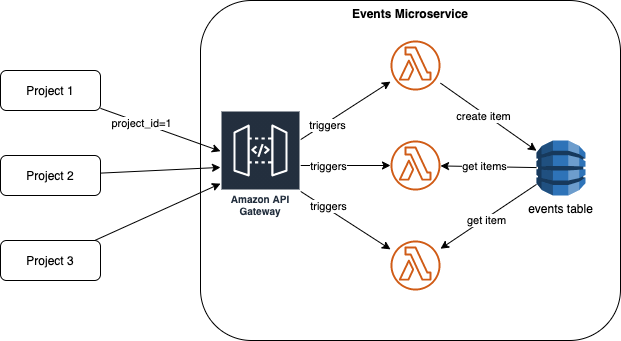 Events Microservice
Project 1
project_id=1
triggers
create item
Project 2
triggers
get items
Amazon API
Gateway
triggers
events table
get item
Project 3